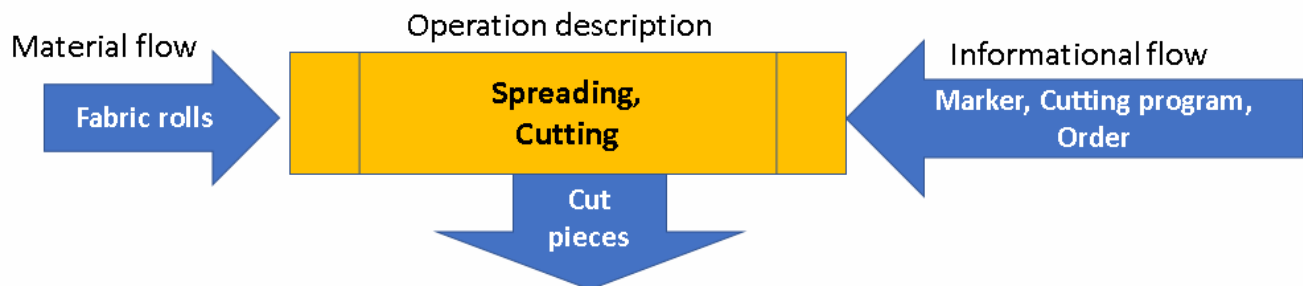 Operation description
Material flow
Informational flow
Fabric rolls
Spreading,
Cutting
Marker, Cutting program,
Order
Cut
pieces